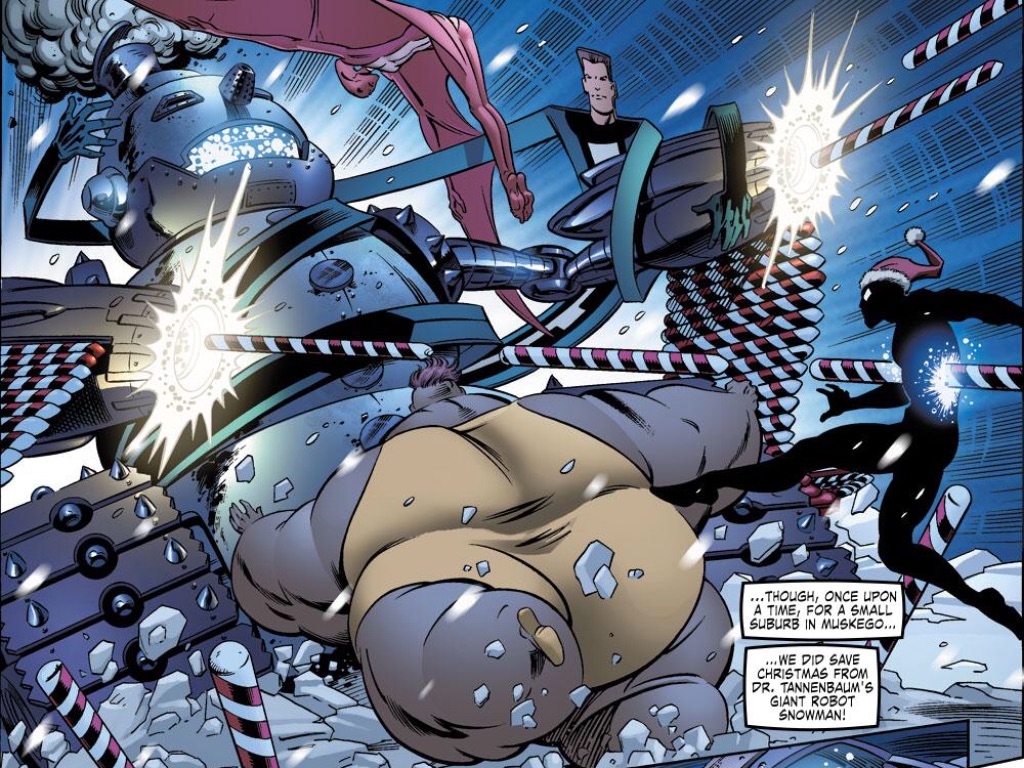 ...THOUGH, ONCE UPON
A TIME, FOR A SMALL
SUBURB IN MUSKEGO...
...WE DID SAVE
CHRISTMAS FROM
DR. TANNENBAUM'S
GIANT ROBOT
SNOWMAN!